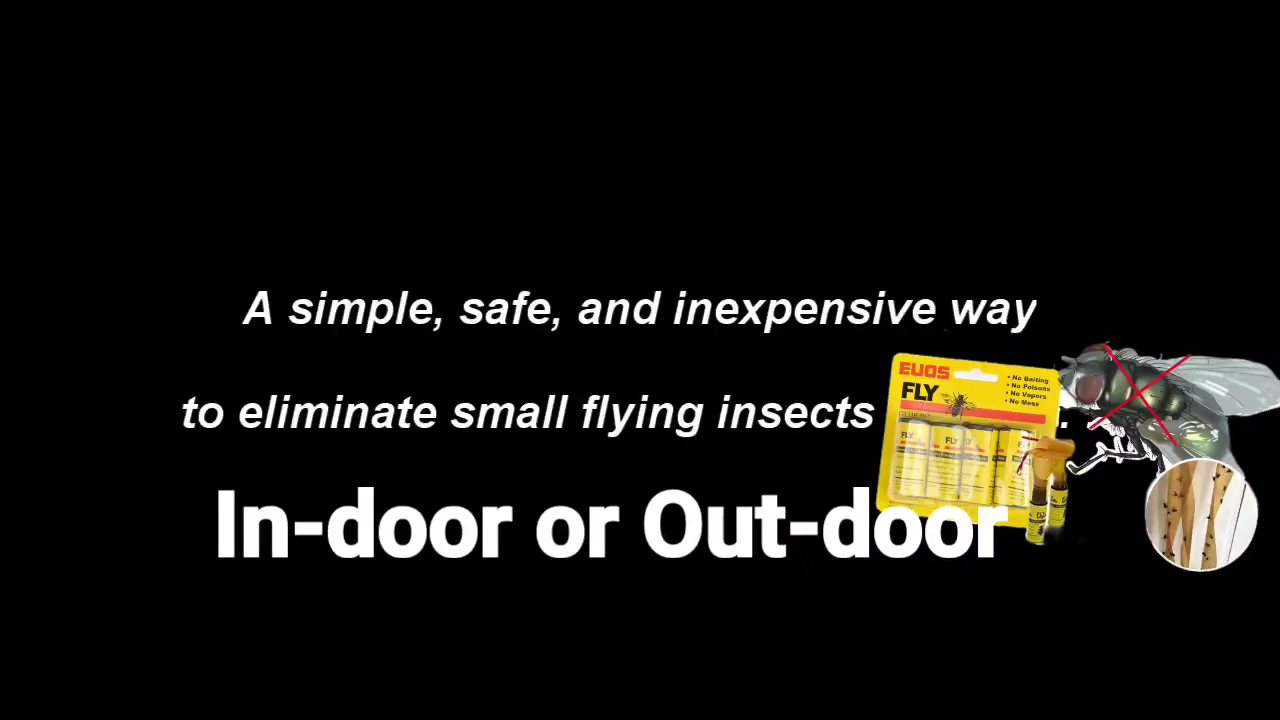 A simple, safe, and inexpensive way
to eliminate small flying insects
In-door or Out-door
EUOS
FLY
• No Baiting
• No Poisons
• No Vapors
• No Mess